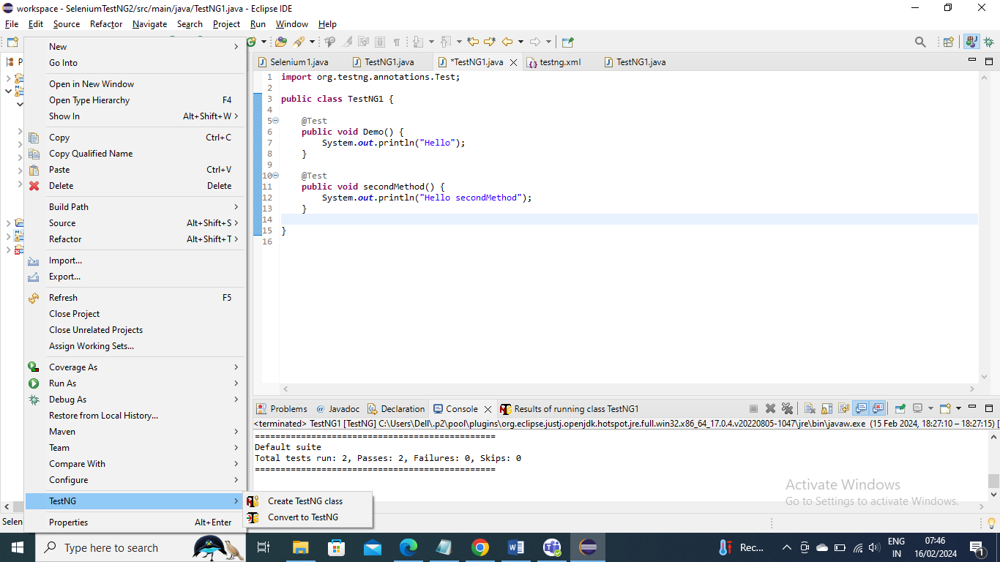 workspace - SeleniumTestNG2/src/main/java/TestNG1.java - Eclipse IDE
File Edit Source Refactor Navigate Search Project Run Window Help
P
New
Go Into
Open in New Window
Open Type Hierarchy F4
Show In Alt+Shift+W
Copy Ctrl+C
Copy Qualified Name
Paste Ctrl+V
Delete Delete
Build Path
Source Alt+Shift+S
Refactor Alt+Shift+T
Import...
Export...
Refresh F5
Close Project
Close Unrelated Projects
Assign Working Sets...
Coverage As
Run As
Debug As
Restore from Local History...
Maven
Team
Compare With
Configure
TestNG
Properties Alt+Enter
Create TestNG class
Convert to TestNG
Selenium1.java TestNG1.java *TestNG1.java testng.xml TestNG1.java
1 import org.testng.annotations.Test;
2
3 public class TestNG1 {
4
5 @Test
6 public void Demo() {
7 System.out.println("Hello");
8 }
9
10 @Test
11 public void secondMethod() {
12 System.out.println("Hello secondMethod");
13 }
14
15 }
16
Problems Javadoc Declaration Console Results of running class TestNG1
<terminated> TestNG1 [TestNG] C:\Users\Dell\.p2\pool\plugins\org.eclipse.justj.openjdk.hotspot.jre.full.win32.x86_64_17.0.4.v20220805-1047\jre\bin\javaw.exe (15 Feb 2024, 18:27:10 – 18:27:15) [
===============================================
Default suite
Total tests run: 2, Passes: 2, Failures: 0, Skips: 0
===============================================
Activate Windows
Go to Settings to activate Windows.
Selen
Type here to search
Rec...
ENG
IN
07:46
16/02/2024
1